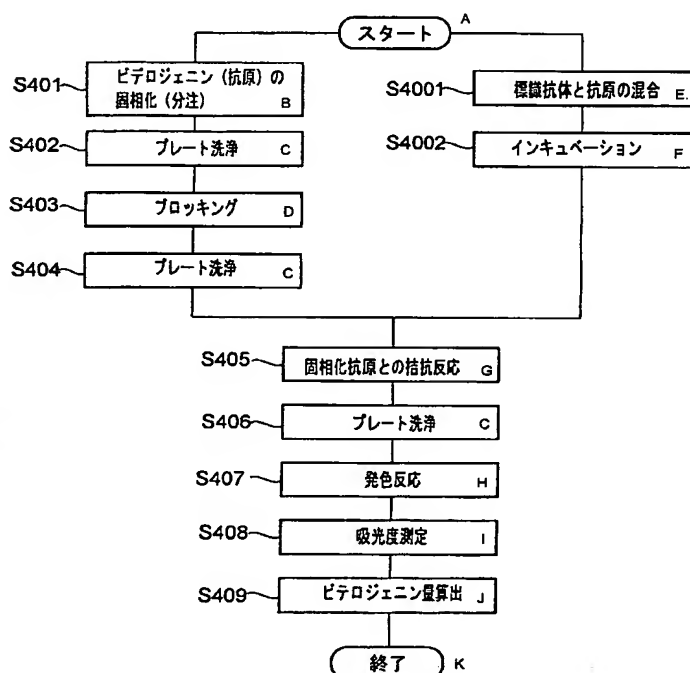 スタート A
S401 ビテロジェニン（抗原）の
固相化（分注） B
S402 プレート洗浄 C
S403 ブロッキング D
S404 プレート洗浄 C
S4001 標識抗体と抗原の混合 E.
S4002 インキュベーション F
S405 固相化抗原との拮抗反応 G
S406 プレート洗浄 C
S407 発色反応 H
S408 吸光度測定 I
S409 ビテロジェニン量算出 J
終了 K